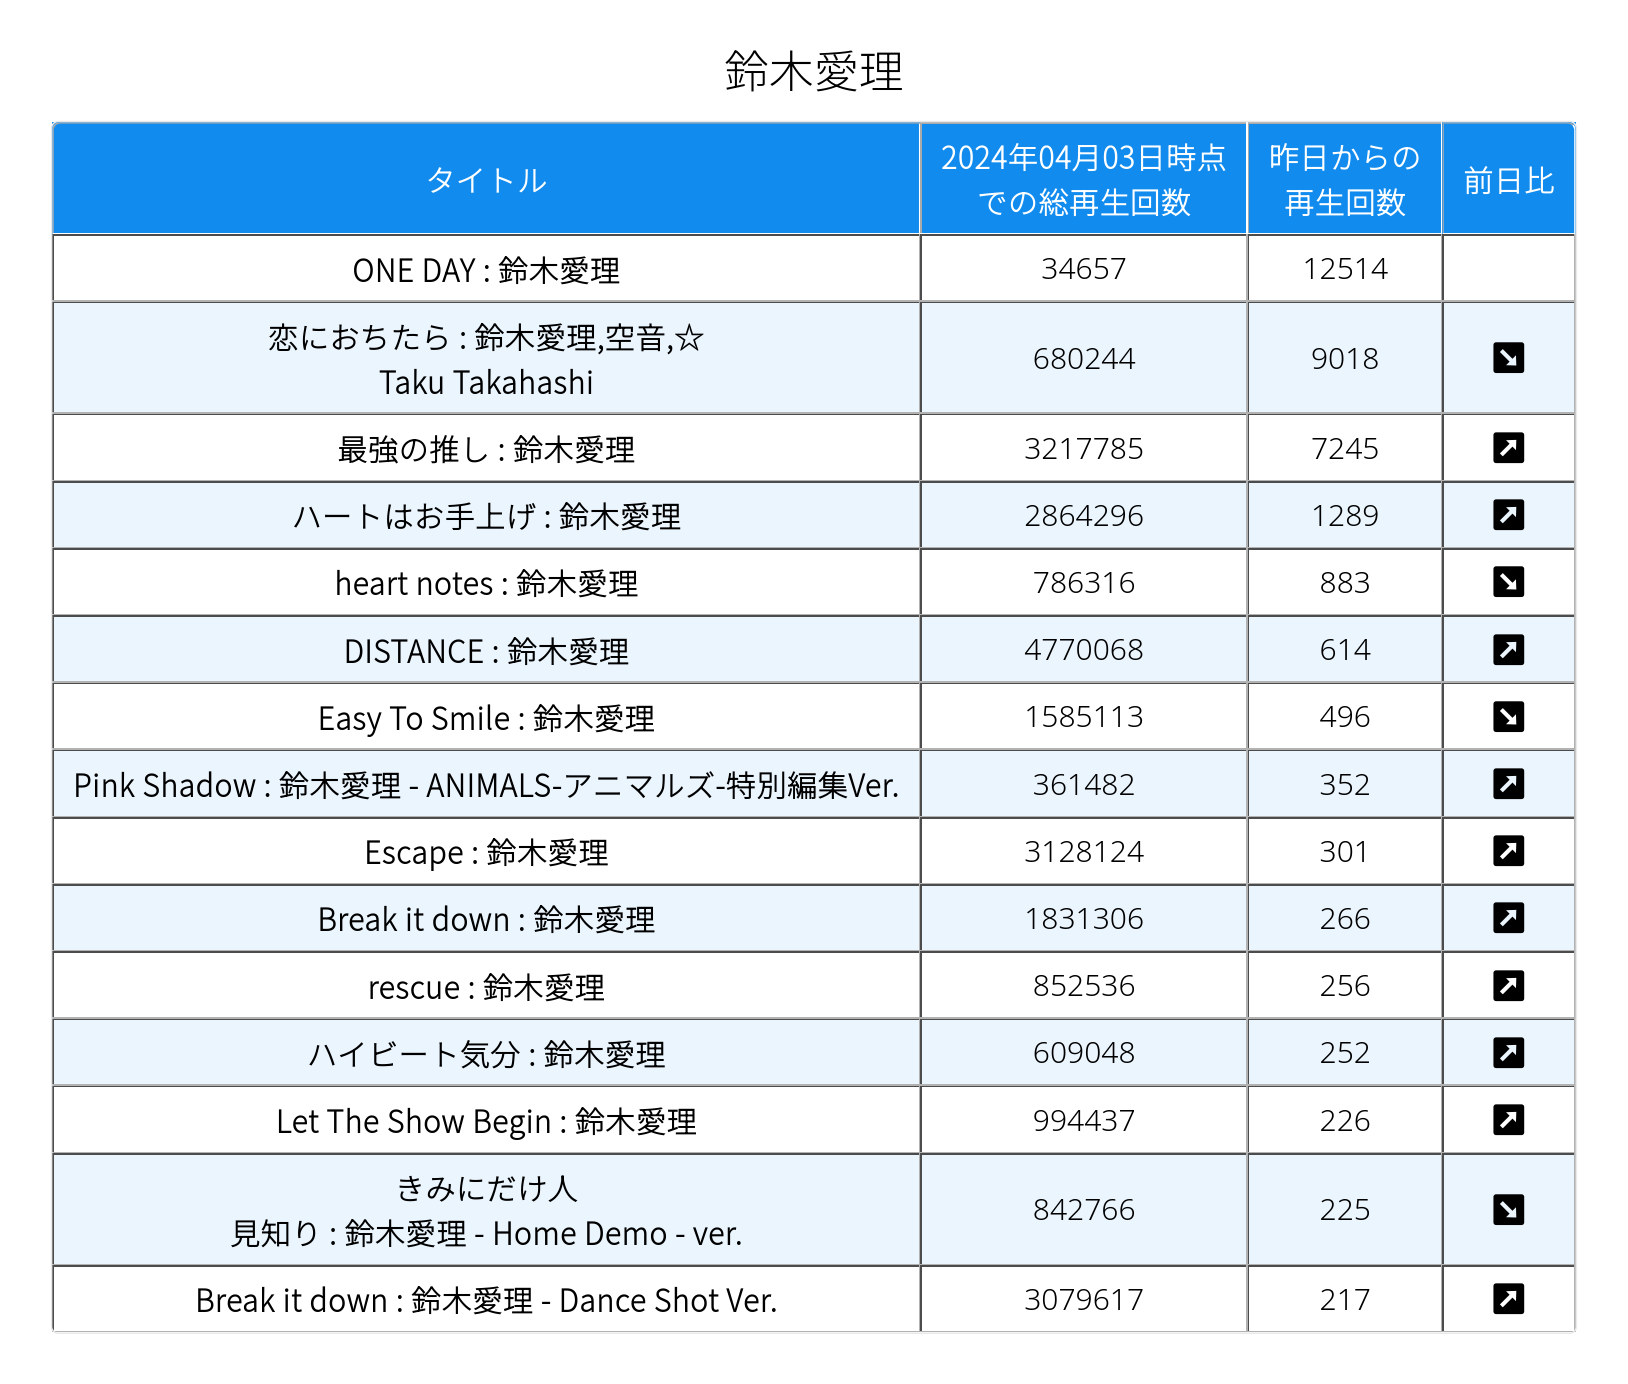 鈴木愛理
タイトル
2024年04月03日時点
での総再生回数
昨日からの
再生回数
前日比
ONE DAY : 鈴木愛理 34657 12514
恋におちたら : 鈴木愛理,空音,☆
Taku Takahashi
680244 9018
最強の推し : 鈴木愛理 3217785 7245
ハートはお手上げ : 鈴木愛理 2864296 1289
heart notes : 鈴木愛理 786316 883
DISTANCE : 鈴木愛理 4770068 614
Easy To Smile : 鈴木愛理 1585113 496
Pink Shadow : 鈴木愛理 - ANIMALS-アニマルズ-特別編集Ver. 361482 352
Escape : 鈴木愛理 3128124 301
Break it down : 鈴木愛理 1831306 266
rescue : 鈴木愛理 852536 256
ハイビート気分 : 鈴木愛理 609048 252
Let The Show Begin : 鈴木愛理 994437 226
きみにだけ人
見知り : 鈴木愛理 - Home Demo - ver.
842766 225
Break it down : 鈴木愛理 - Dance Shot Ver. 3079617 217